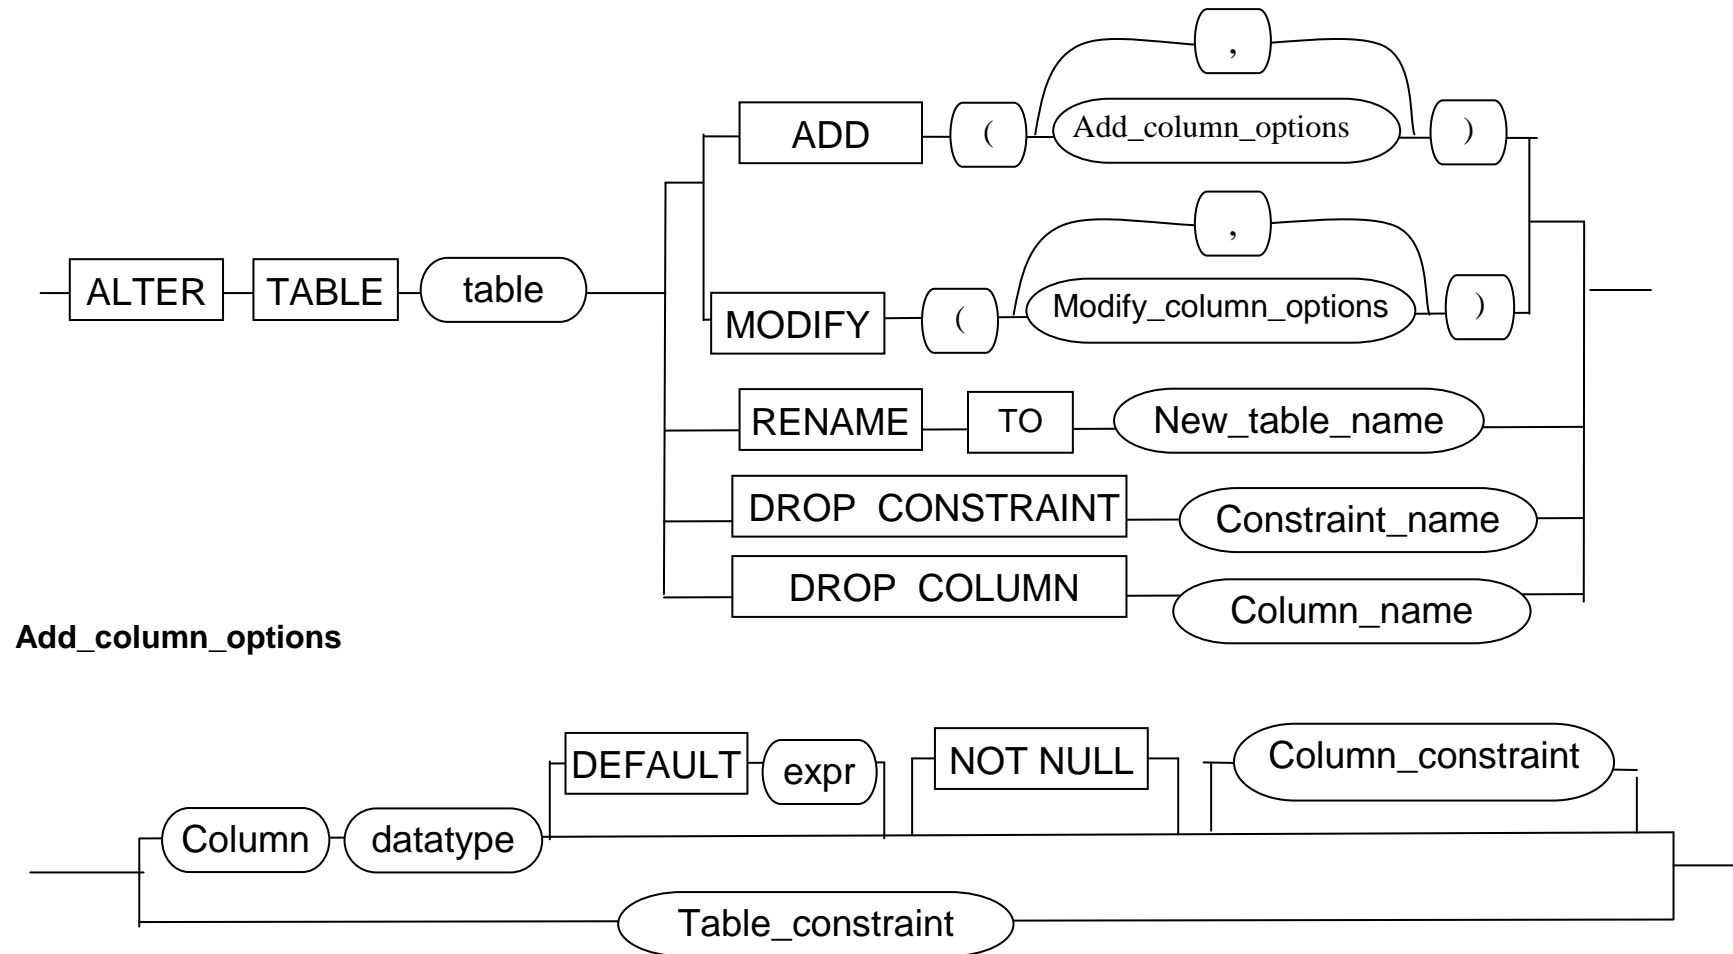 ,
ADD ( Add_column_options )
,
ALTER TABLE table
MODIFY ( Modify_column_options )
RENAME TO New_table_name
DROP CONSTRAINT Constraint_name
DROP COLUMN Column_name
Add_column_options
DEFAULT expr NOT NULL Column_constraint
Column datatype
Table_constraint